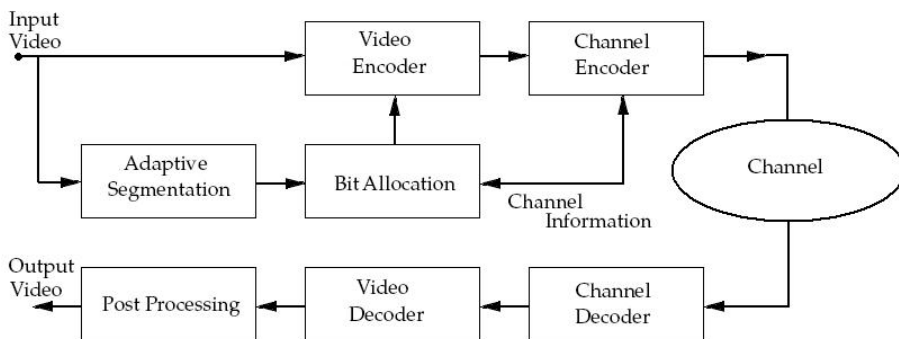 Input
Video
Video
Encoder
Channel
Encoder
Adaptive
Segmentation
Bit Allocation
Channel
Information
Channel
Output
Video
Post Processing
Video
Decoder
Channel
Decoder